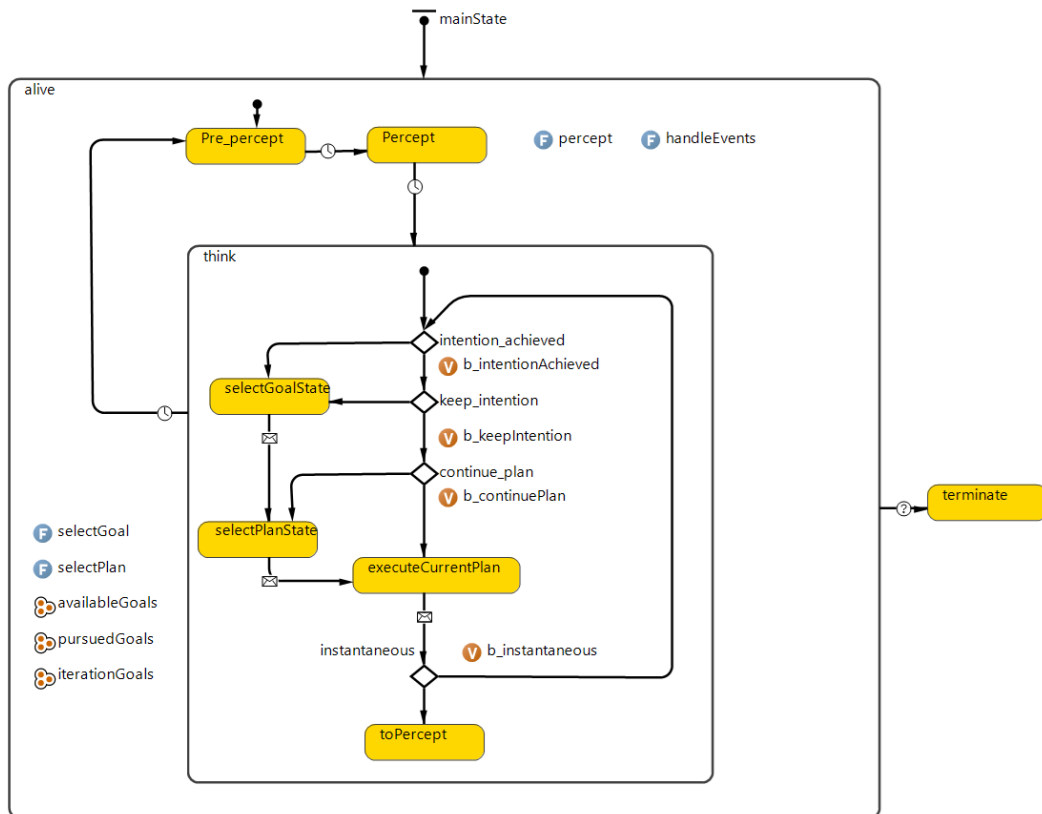 mainState
alive
Pre_percept
Percept
F percept
F handleEvents
think
intention_achieved
V b_intentionAchieved
selectGoalState
keep_intention
V b_keepIntention
continue_plan
V b_continuePlan
terminate
?
F selectGoal
selectPlanState
F selectPlan
executeCurrentPlan
availableGoals
pursuedGoals
instantaneous
V b_instantaneous
iterationGoals
toPercept